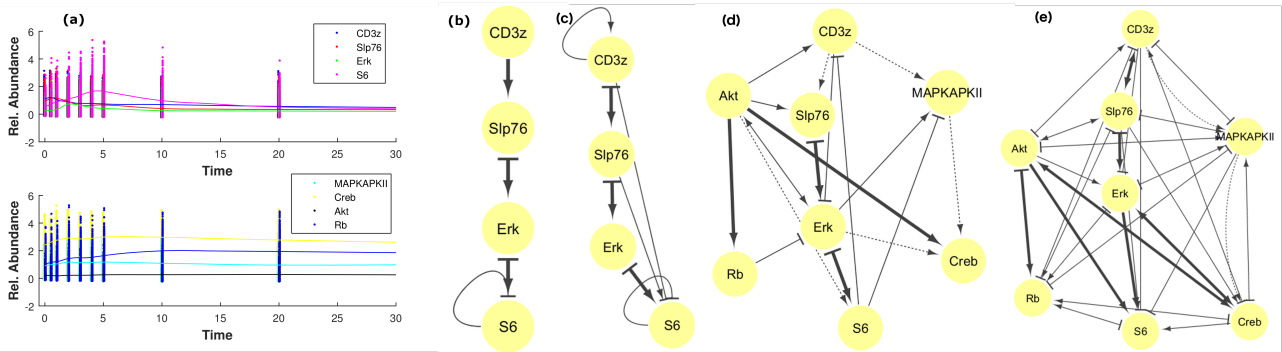 (a)
6
4
2
0
-2
Rel. Abundance
CD3z
Slp76
Erk
S6
0 5 10 15 20 25 30
Time
6
4
2
0
-2
Rel. Abundance
MAPKAPKII
Creb
Akt
Rb
0 5 10 15 20 25 30
Time
(b)
CD3z
Slp76
Erk
S6
(c)
CD3z
Slp76
Erk
S6
(d)
CD3z
Akt
MAPKAPKII
Slp76
Erk
Rb
Creb
S6
(e)
CD3z
Slp76
MAPKAPKII
Akt
Erk
Rb
Creb
S6